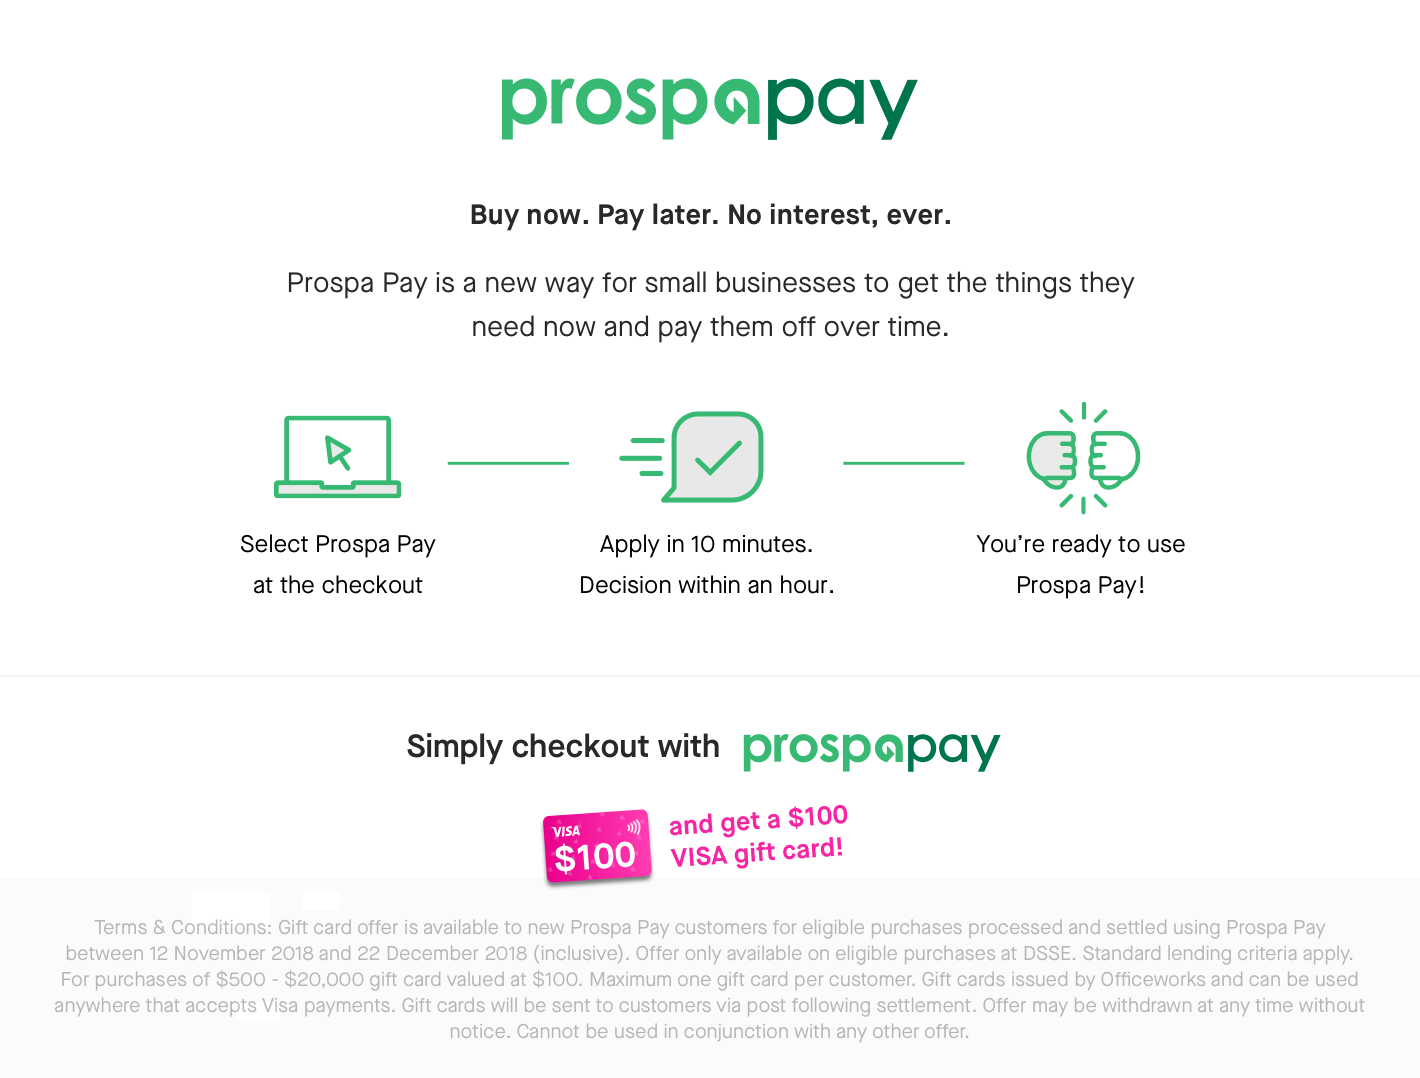 prospapay
Buy now. Pay later. No interest, ever.
Prospa Pay is a new way for small businesses to get the things they
need now and pay them off over time.
Select Prospa Pay
at the checkout
Apply in 10 minutes.
Decision within an hour.
You're ready to use
Prospa Pay!
Simply checkout with prospapay
VISA
$100
and get a $100
VISA gift card!
Terms & Conditions: Gift card offer is available to new Prospa Pay customers for eligible purchases processed and settled using Prospa Pay
between 12 November 2018 and 22 December 2018 (inclusive). Offer only available on eligible purchases at DSSE. Standard lending criteria apply.
For purchases of $500 - $20,000 gift card valued at $100. Maximum one gift card per customer. Gift cards issued by Officeworks and can be used
anywhere that accepts Visa payments. Gift cards will be sent to customers via post following settlement. Offer may be withdrawn at any time without
notice. Cannot be used in conjunction with any other offer.